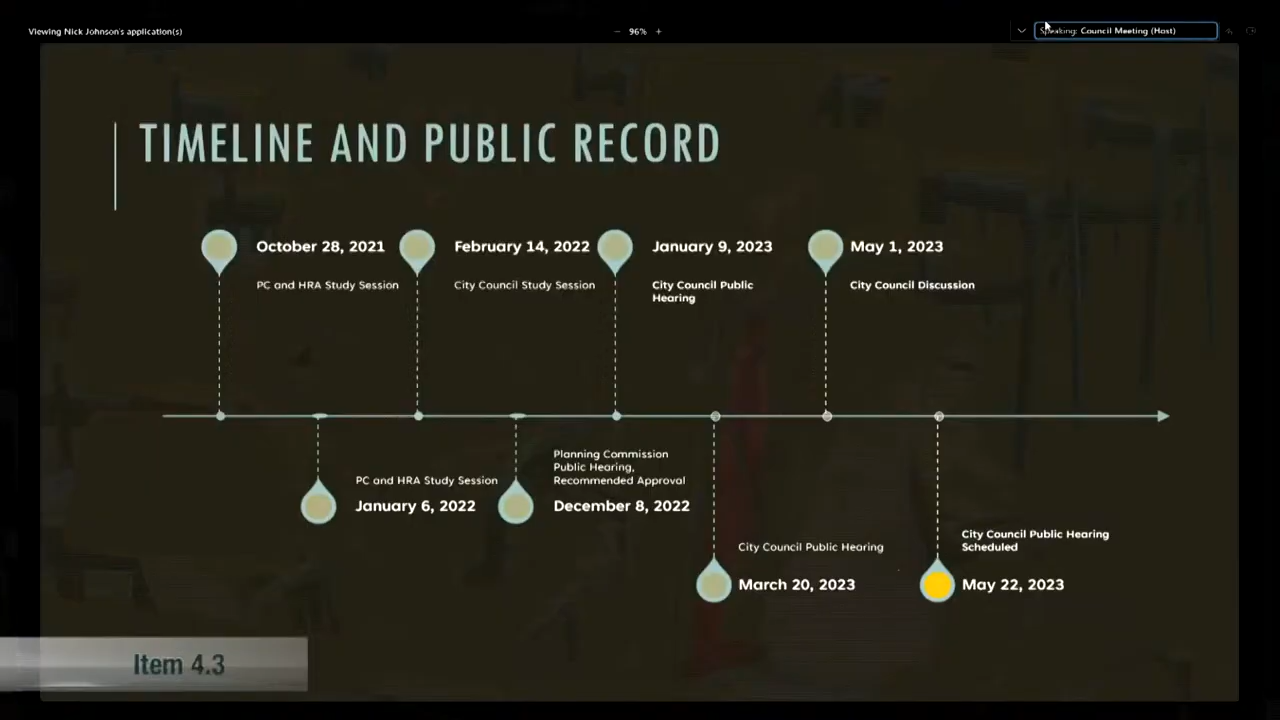 Viewing Nick Johnson's application(s)
− 96% +
Speaking: Council Meeting (Host)
TIMELINE AND PUBLIC RECORD
October 28, 2021
PC and HRA Study Session
February 14, 2022
City Council Study Session
January 9, 2023
City Council Public
Hearing
May 1, 2023
City Council Discussion
PC and HRA Study Session
January 6, 2022
Planning Commission
Public Hearing,
Recommended Approval
December 8, 2022
City Council Public Hearing
March 20, 2023
City Council Public Hearing
Scheduled
May 22, 2023
Item 4.3